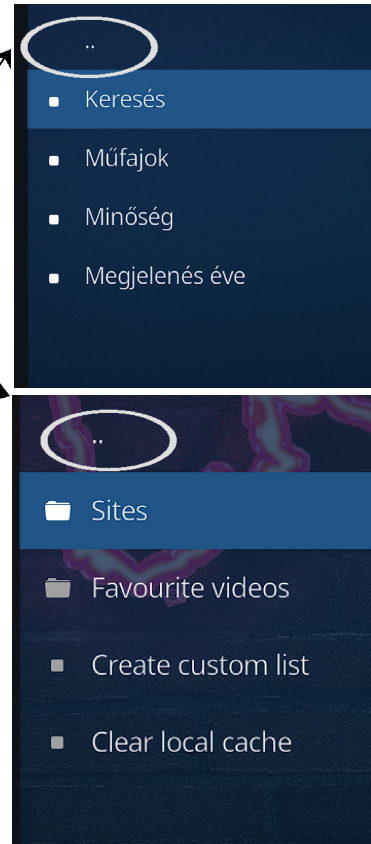 ..
Keresés
Műfajok
Minőség
Megjelenés éve
..
Sites
Favourite videos
Create custom list
Clear local cache